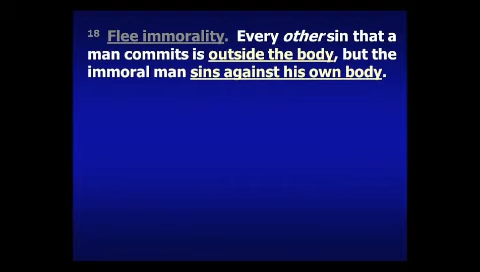 18 Flee immorality. Every other sin that a
man commits is outside the body, but the
immoral man sins against his own body.